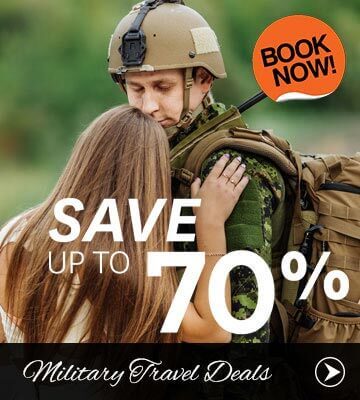 BOOK
NOW!
SAVE
UP TO
70%
Military Travel Deals